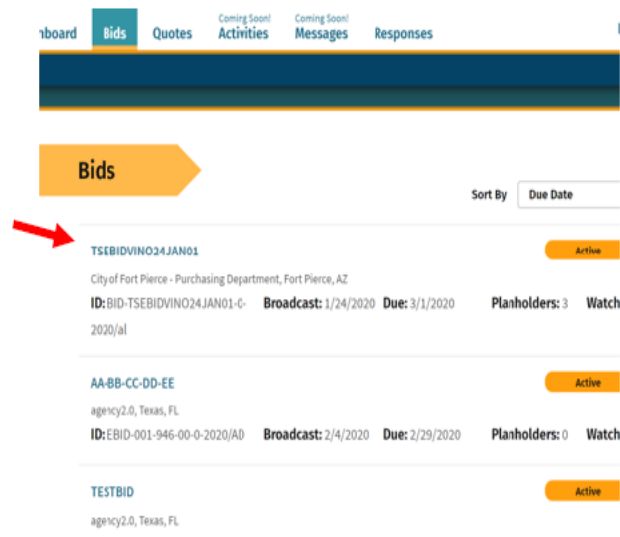 Coming Soon! Coming Soon!
Bids Quotes Activities Messages Responses
Bids
Sort By Due Date
TSEBIDVINO24JAN01 Active
City of Fort Pierce - Purchasing Department, Fort Pierce, AZ
ID: BID-TSEBIDVINO24JAN01-0- Broadcast: 1/24/2020 Due: 3/1/2020 Planholders: 3 Watch
2020/al
AA-BB-CC-DD-EE Active
agency2.0, Texas, FL
ID: EBID-001-946-00-0-2020/AD Broadcast: 2/4/2020 Due: 2/29/2020 Planholders: 0 Watch
TESTBID Active
agency2.0, Texas, FL